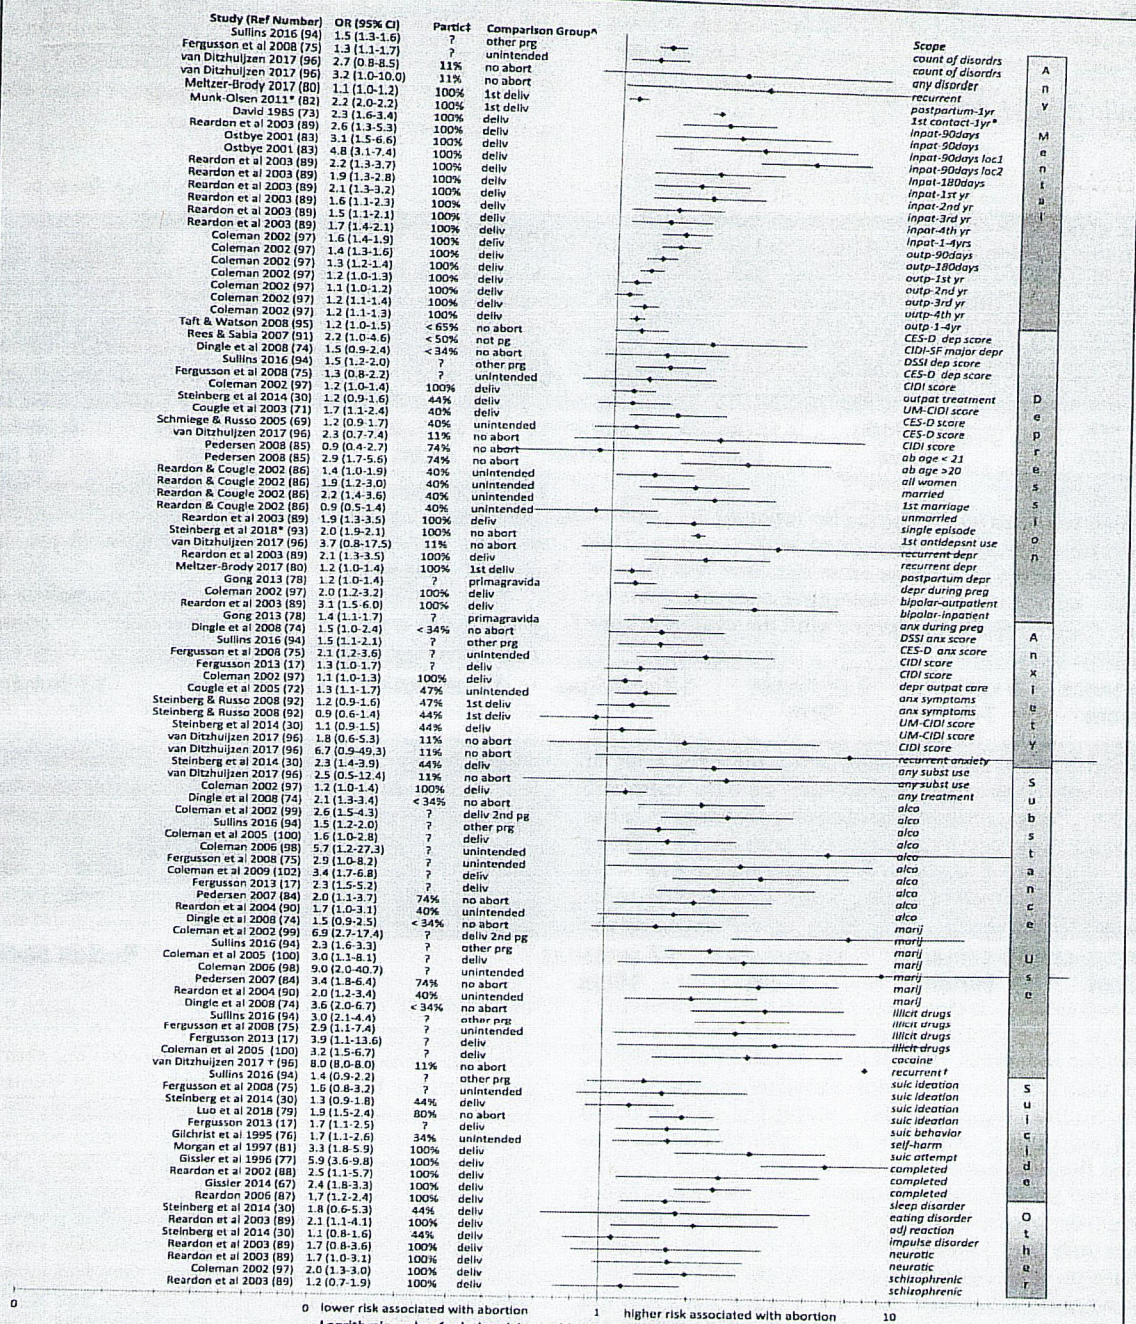 Study (Ref Number) OR (95% CI) Partic‡ Comparison Group^ Scope
Sullins 2016 (94) 1.5 (1.3-1.6) ? other prg count of disordrs
Fergusson et al 2008 (75) 1.3 (1.1-1.7) ? unintended count of disordrs
van Ditzhuijzen 2017 (96) 2.7 (0.8-8.5) 11% no abort any disorder
van Ditzhuijzen 2017 (96) 3.2 (1.0-10.0) 11% no abort recurrent
Meltzer-Brody 2017 (80) 1.1 (1.0-1.2) 100% 1st deliv postpartum-1yr
Munk-Olsen 2011* (82) 2.2 (2.0-2.2) 100% 1st deliv 1st contact-1yr*
David 1985 (73) 2.3 (1.6-3.4) 100% deliv inpat-90days
Reardon et al 2003 (89) 2.6 (1.3-5.3) 100% deliv inpat-90days
Ostbye 2001 (83) 3.1 (1.5-6.6) 100% deliv inpat-90days loc1
Ostbye 2001 (83) 4.8 (3.1-7.4) 100% deliv inpat-90days loc2
Reardon et al 2003 (89) 2.2 (1.3-3.7) 100% deliv inpat-180days
Reardon et al 2003 (89) 1.9 (1.3-2.8) 100% deliv inpat-1st yr
Reardon et al 2003 (89) 2.1 (1.3-3.2) 100% deliv inpat-2nd yr
Reardon et al 2003 (89) 1.6 (1.1-2.3) 100% deliv inpat-3rd yr
Reardon et al 2003 (89) 1.5 (1.1-2.1) 100% deliv inpat-4th yr
Reardon et al 2003 (89) 1.7 (1.4-2.1) 100% deliv inpat-1-4yrs
Coleman 2002 (97) 1.6 (1.4-1.9) 100% deliv outp-90days
Coleman 2002 (97) 1.4 (1.3-1.6) 100% deliv outp-180days
Coleman 2002 (97) 1.3 (1.2-1.4) 100% deliv outp-1st yr
Coleman 2002 (97) 1.2 (1.0-1.3) 100% deliv outp-2nd yr
Coleman 2002 (97) 1.1 (1.0-1.2) 100% deliv outp-3rd yr
Coleman 2002 (97) 1.2 (1.1-1.4) 100% deliv outp-4th yr
Coleman 2002 (97) 1.2 (1.1-1.3) 100% deliv outp-1-4yr
Taft & Watson 2008 (95) 1.2 (1.0-1.5) < 65% no abort CES-D dep score
Rees & Sabia 2007 (91) 2.2 (1.0-4.6) < 50% not pg CIDI-SF major depr
Dingle et al 2008 (74) 1.5 (0.9-2.4) < 34% no abort DSSI dep score
Sullins 2016 (94) 1.5 (1.2-2.0) ? other prg CES-D dep score
Fergusson et al 2008 (75) 1.3 (0.8-2.2) ? unintended CIDI score
Coleman 2002 (97) 1.2 (1.0-1.4) 100% deliv outpat treatment
Steinberg et al 2014 (30) 1.2 (0.9-1.6) 44% deliv UM-CIDI score
Cougle et al 2003 (71) 1.7 (1.1-2.4) 40% deliv CES-D score
Schmiege & Russo 2005 (69) 1.2 (0.9-1.7) 40% unintended CES-D score
van Ditzhuijzen 2017 (96) 2.3 (0.7-7.4) 11% no abort CIDI score
Pedersen 2008 (85) 0.9 (0.4-2.7) 74% no abort ab age < 21
Pedersen 2008 (85) 2.9 (1.7-5.6) 74% no abort ab age >20
Reardon & Cougle 2002 (86) 1.4 (1.0-1.9) 40% unintended all women
Reardon & Cougle 2002 (86) 1.9 (1.2-3.0) 40% unintended married
Reardon & Cougle 2002 (86) 2.2 (1.4-3.6) 40% unintended 1st marriage
Reardon & Cougle 2002 (86) 0.9 (0.5-1.4) 40% unintended unmarried
Reardon et al 2003 (89) 1.9 (1.3-3.5) 100% deliv single episode
Steinberg et al 2018* (93) 2.0 (1.9-2.1) 100% no abort 1st antidepsnt use
van Ditzhuijzen 2017 (96) 3.7 (0.8-17.5) 11% no abort recurrent depr
Reardon et al 2003 (89) 2.1 (1.3-3.5) 100% deliv recurrent depr
Meltzer-Brody 2017 (80) 1.2 (1.0-1.4) 100% 1st deliv postpartum depr
Gong 2013 (78) 1.2 (1.0-1.4) ? primagravida depr during preg
Coleman 2002 (97) 2.0 (1.2-3.2) 100% deliv bipolar-outpatient
Reardon et al 2003 (89) 3.1 (1.5-6.0) 100% deliv bipolar-inpatient
Gong 2013 (78) 1.4 (1.1-1.7) ? primagravida anx during preg
Dingle et al 2008 (74) 1.5 (1.0-2.4) < 34% no abort DSSI anx score
Sullins 2016 (94) 1.5 (1.1-2.1) ? other prg CES-D anx score
Fergusson et al 2008 (75) 2.1 (1.2-3.6) ? unintended CIDI score
Fergusson 2013 (17) 1.3 (1.0-1.7) ? deliv CIDI score
Coleman 2002 (97) 1.1 (1.0-1.3) 100% deliv depr outpat care
Cougle et al 2005 (72) 1.3 (1.1-1.7) 47% unintended anx symptoms
Steinberg & Russo 2008 (92) 1.2 (0.9-1.6) 47% 1st deliv anx symptoms
Steinberg & Russo 2008 (92) 0.9 (0.6-1.4) 44% 1st deliv UM-CIDI score
Steinberg et al 2014 (30) 1.1 (0.9-1.5) 44% deliv UM-CIDI score
van Ditzhuijzen 2017 (96) 1.8 (0.6-5.3) 11% no abort CIDI score
van Ditzhuijzen 2017 (96) 6.7 (0.9-49.3) 11% no abort recurrent anxiety
Steinberg et al 2014 (30) 2.3 (1.4-3.9) 44% deliv any subst use
van Ditzhuijzen 2017 (96) 2.5 (0.5-12.4) 11% no abort any subst use
Coleman 2002 (97) 1.2 (1.0-1.4) 100% deliv any treatment
Dingle et al 2008 (74) 2.1 (1.3-3.4) < 34% no abort alco
Coleman et al 2002 (99) 2.6 (1.5-4.3) ? deliv 2nd pg alco
Sullins 2016 (94) 1.5 (1.2-2.0) ? other prg alco
Coleman et al 2005 (100) 1.6 (1.0-2.8) ? deliv alco
Coleman 2006 (98) 5.7 (1.2-27.3) ? unintended alco
Fergusson et al 2008 (75) 2.9 (1.0-8.2) ? unintended alco
Coleman et al 2009 (102) 3.4 (1.7-6.8) ? deliv alco
Fergusson 2013 (17) 2.3 (1.5-5.2) ? deliv alco
Pedersen 2007 (84) 2.0 (1.1-3.7) 74% no abort alco
Reardon et al 2004 (90) 1.7 (1.0-3.1) 40% unintended alco
Dingle et al 2008 (74) 1.5 (0.9-2.5) < 34% no abort marij
Coleman et al 2002 (99) 6.9 (2.7-17.4) ? deliv 2nd pg marij
Sullins 2016 (94) 2.3 (1.6-3.3) ? other prg marij
Coleman et al 2005 (100) 3.0 (1.1-8.1) ? deliv marij
Coleman 2006 (98) 9.0 (2.0-40.7) ? unintended marij
Pedersen 2007 (84) 3.4 (1.8-6.4) 74% no abort marij
Reardon et al 2004 (90) 2.0 (1.2-3.4) 40% unintended marij
Dingle et al 2008 (74) 3.6 (2.0-6.7) < 34% no abort illicit drugs
Sullins 2016 (94) 3.0 (2.1-4.4) ? other prg illicit drugs
Fergusson et al 2008 (75) 2.9 (1.1-7.4) ? unintended illicit drugs
Fergusson 2013 (17) 3.9 (1.1-13.6) ? deliv illicit drugs
Coleman et al 2005 (100) 3.2 (1.5-6.7) ? deliv cocaine
van Ditzhuijzen 2017 † (96) 8.0 (8.0-8.0) 11% no abort recurrent†
Sullins 2016 (94) 1.4 (0.9-2.2) ? other prg suic ideation
Fergusson et al 2008 (75) 1.6 (0.8-3.2) ? unintended suic ideation
Steinberg et al 2014 (30) 1.3 (0.9-1.8) 44% deliv suic ideation
Luo et al 2018 (79) 1.9 (1.5-2.4) 80% no abort suic ideation
Fergusson 2013 (17) 1.7 (1.1-2.5) ? deliv suic behavior
Gilchrist et al 1995 (76) 1.7 (1.1-2.6) 34% unintended self-harm
Morgan et al 1997 (81) 3.3 (1.8-5.9) 100% deliv suic attempt
Gissler et al 1996 (77) 5.9 (3.6-9.8) 100% deliv completed
Reardon et al 2002 (88) 2.5 (1.1-5.7) 100% deliv completed
Gissler 2014 (67) 2.4 (1.8-3.3) 100% deliv completed
Reardon 2006 (87) 1.7 (1.2-2.4) 100% deliv sleep disorder
Steinberg et al 2014 (30) 1.8 (0.6-5.3) 44% deliv eating disorder
Reardon et al 2003 (89) 2.1 (1.1-4.1) 100% deliv adj reaction
Steinberg et al 2014 (30) 1.1 (0.8-1.6) 44% deliv impulse disorder
Reardon et al 2003 (89) 1.7 (0.8-3.6) 100% deliv neurotic
Reardon et al 2003 (89) 1.7 (1.0-3.1) 100% deliv neurotic
Coleman 2002 (97) 2.0 (1.3-3.0) 100% deliv schizophrenic
Reardon et al 2003 (89) 1.2 (0.7-1.9) 100% deliv schizophrenic
Any Mental
Depression
Anxiety
Substance Use
Suicide
Other
0 0 1 10
lower risk associated with abortion higher risk associated with abortion